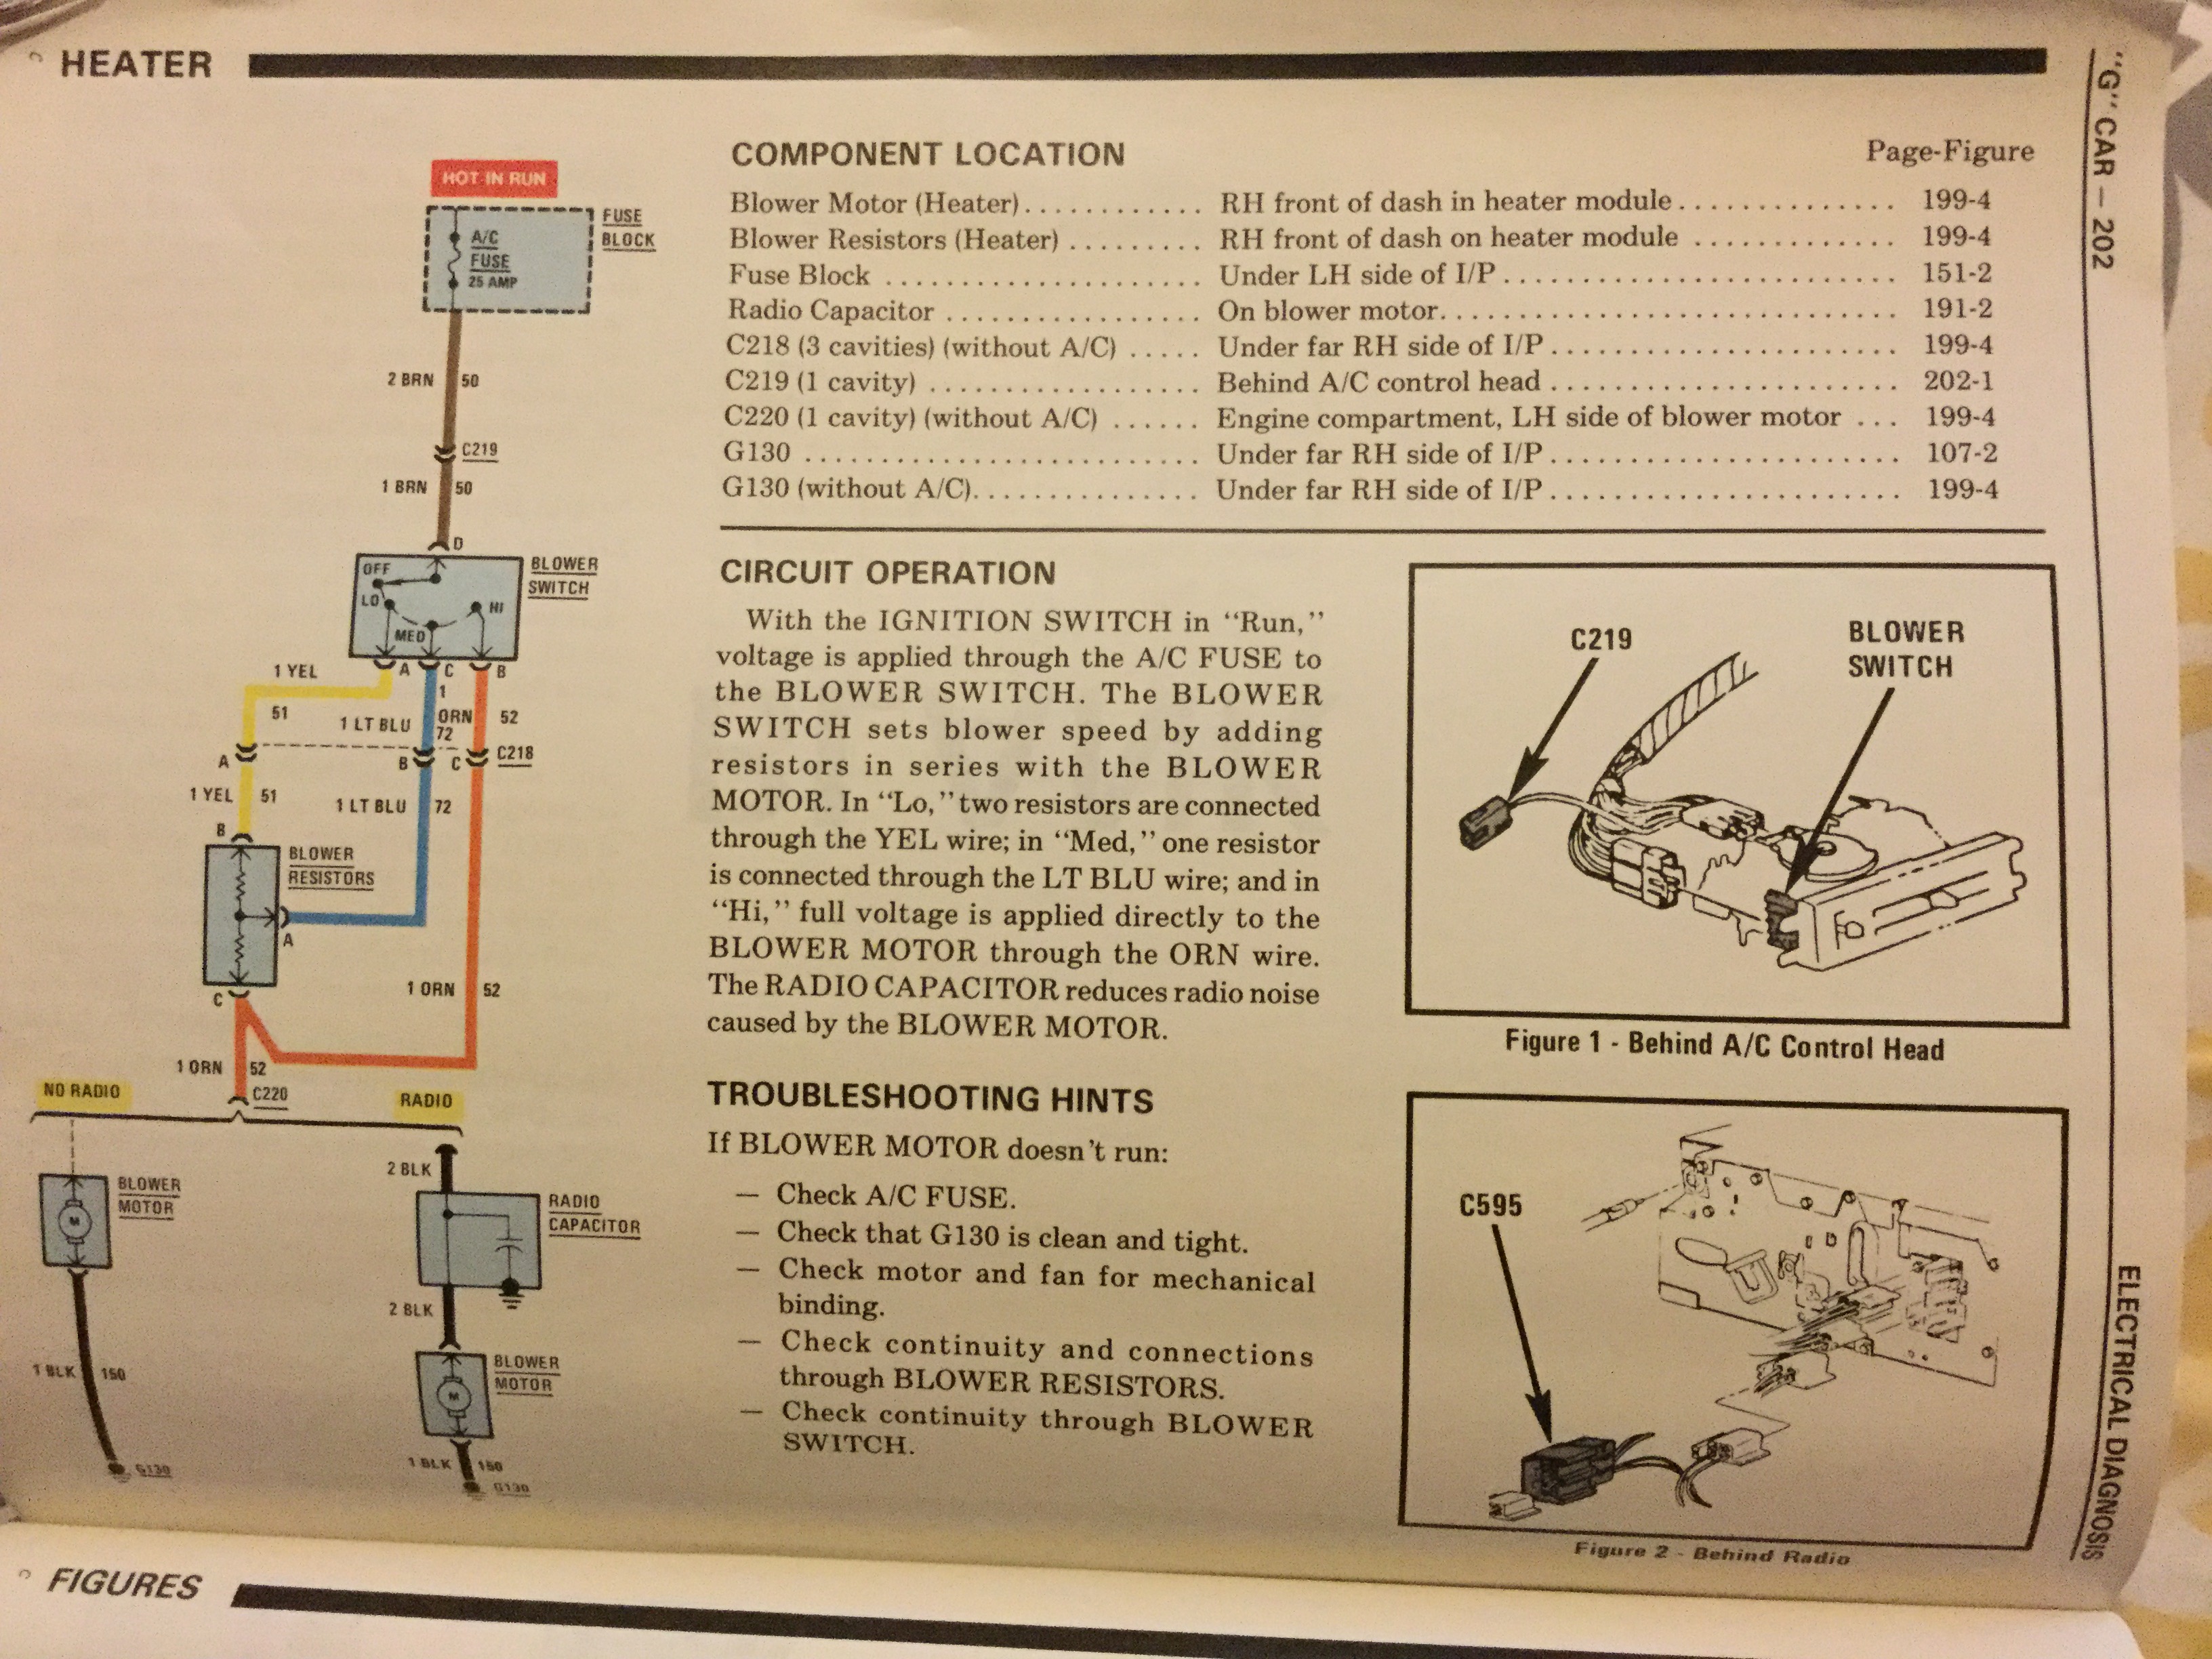 HEATER
"G" CAR – 202
ELECTRICAL DIAGNOSIS
HOT IN RUN
FUSE
BLOCK
A/C
FUSE
25 AMP
2 BRN 50
C219
1 BRN 50
D
BLOWER
SWITCH
OFF
LO
MED
HI
A C B
1 YEL
51
1 LT BLU
1
ORN
72
52
A B C C218
1 YEL 51
1 LT BLU 72
B
BLOWER
RESISTORS
A
C
1 ORN 52
1 ORN 52
C220
NO RADIO
RADIO
2 BLK
BLOWER
MOTOR
M
RADIO
CAPACITOR
2 BLK
1 BLK 150
BLOWER
MOTOR
M
1 BLK 150
G130
G130
COMPONENT LOCATION Page-Figure
Blower Motor (Heater)............ RH front of dash in heater module.............. 199-4
Blower Resistors (Heater) ......... RH front of dash on heater module ............. 199-4
Fuse Block ..................... Under LH side of I/P.......................... 151-2
Radio Capacitor ................. On blower motor.............................. 191-2
C218 (3 cavities) (without A/C) ..... Under far RH side of I/P....................... 199-4
C219 (1 cavity) .................. Behind A/C control head ....................... 202-1
C220 (1 cavity) (without A/C) ...... Engine compartment, LH side of blower motor ... 199-4
G130 .......................... Under far RH side of I/P....................... 107-2
G130 (without A/C)............... Under far RH side of I/P....................... 199-4
CIRCUIT OPERATION
With the IGNITION SWITCH in "Run,"
voltage is applied through the A/C FUSE to
the BLOWER SWITCH. The BLOWER
SWITCH sets blower speed by adding
resistors in series with the BLOWER
MOTOR. In "Lo," two resistors are connected
through the YEL wire; in "Med," one resistor
is connected through the LT BLU wire; and in
"Hi," full voltage is applied directly to the
BLOWER MOTOR through the ORN wire.
The RADIO CAPACITOR reduces radio noise
caused by the BLOWER MOTOR.
TROUBLESHOOTING HINTS
If BLOWER MOTOR doesn't run:
— Check A/C FUSE.
— Check that G130 is clean and tight.
— Check motor and fan for mechanical
binding.
— Check continuity and connections
through BLOWER RESISTORS.
— Check continuity through BLOWER
SWITCH.
C219
BLOWER
SWITCH
Figure 1 - Behind A/C Control Head
C595
Figure 2 - Behind Radio
FIGURES